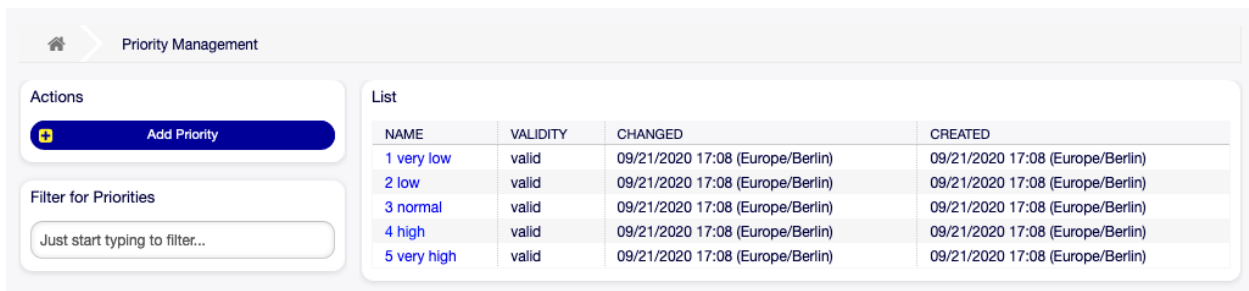 Priority Management
Actions
Add Priority
Filter for Priorities
Just start typing to filter...
List
NAME VALIDITY CHANGED CREATED
1 very low valid 09/21/2020 17:08 (Europe/Berlin) 09/21/2020 17:08 (Europe/Berlin)
2 low valid 09/21/2020 17:08 (Europe/Berlin) 09/21/2020 17:08 (Europe/Berlin)
3 normal valid 09/21/2020 17:08 (Europe/Berlin) 09/21/2020 17:08 (Europe/Berlin)
4 high valid 09/21/2020 17:08 (Europe/Berlin) 09/21/2020 17:08 (Europe/Berlin)
5 very high valid 09/21/2020 17:08 (Europe/Berlin) 09/21/2020 17:08 (Europe/Berlin)